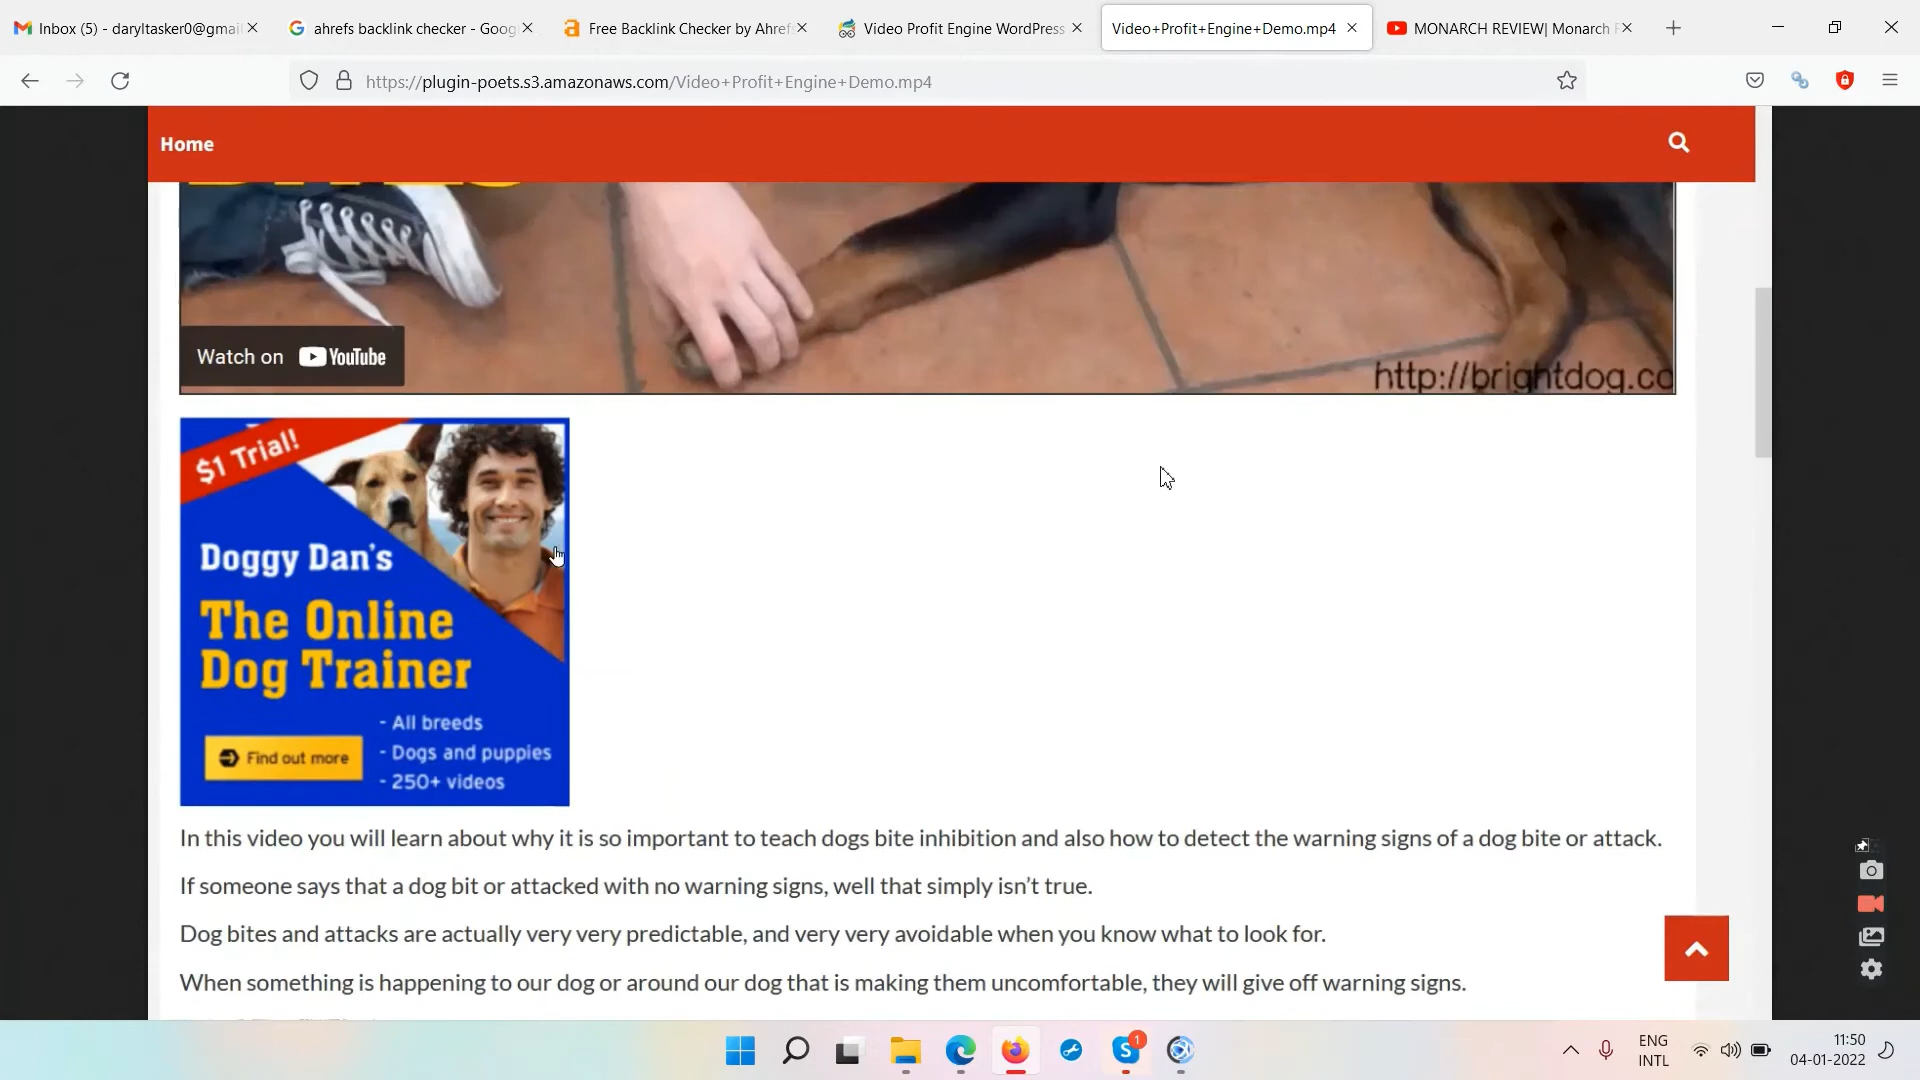 Inbox (5) - daryltasker0@gmai
ahrefs backlink checker - Goog
Free Backlink Checker by Ahref
Video Profit Engine WordPress
Video+Profit+Engine+Demo.mp4
MONARCH REVIEW| Monarch
https://plugin-poets.s3.amazonaws.com/Video+Profit+Engine+Demo.mp4
Home
Watch on YouTube
http://brightdog.co
$1 Trial!
Doggy Dan's
The Online
Dog Trainer
- All breeds
- Dogs and puppies
- 250+ videos
Find out more
In this video you will learn about why it is so important to teach dogs bite inhibition and also how to detect the warning signs of a dog bite or attack.
If someone says that a dog bit or attacked with no warning signs, well that simply isn't true.
Dog bites and attacks are actually very very predictable, and very very avoidable when you know what to look for.
When something is happening to our dog or around our dog that is making them uncomfortable, they will give off warning signs.
1
ENG
INTL
11:50
04-01-2022